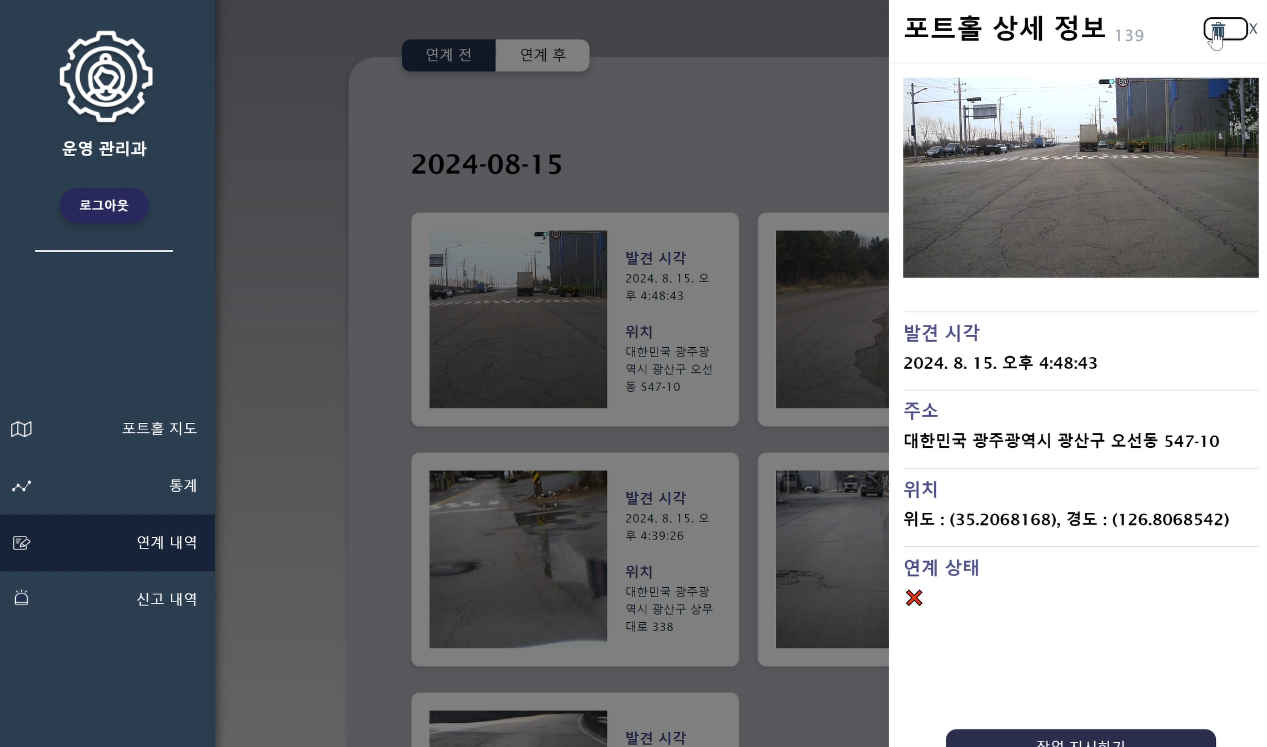 운영 관리과
로그아웃
포트홀 지도
통계
연계 내역
신고 내역
연계 전
연계 후
2024-08-15
발견 시각
2024. 8. 15. 오
후 4:48:43
위치
대한민국 광주광
역시 광산구 오선
동 547-10
발견 시각
2024. 8. 15. 오
후 4:39:26
위치
대한민국 광주광
역시 광산구 상무
대로 338
발견 시각
포트홀 상세 정보 139
X
발견 시각
2024. 8. 15. 오후 4:48:43
주소
대한민국 광주광역시 광산구 오선동 547-10
위치
위도 : (35.2068168), 경도 : (126.8068542)
연계 상태
작업 지시하기